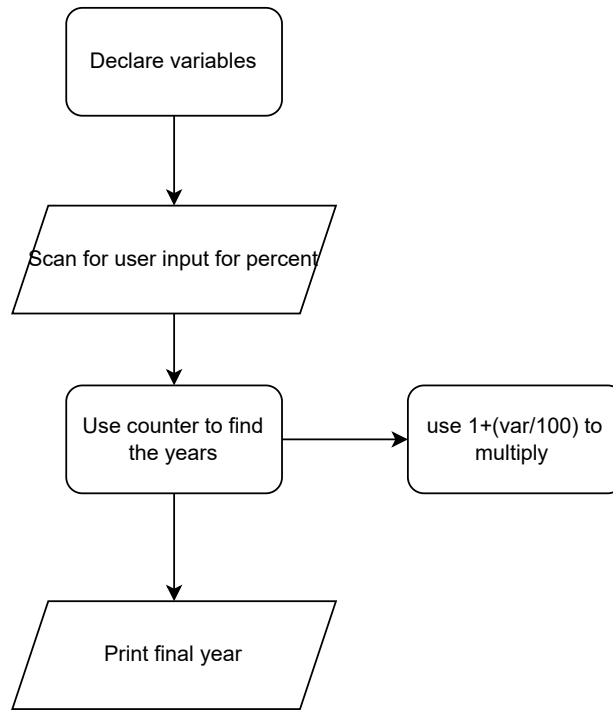 Declare variables
Scan for user input for percent
Use counter to find
the years
use 1+(var/100) to
multiply
Print final year